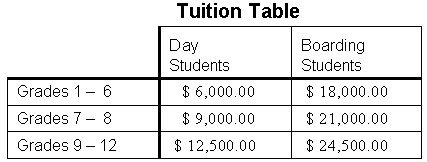 Tuition Table
Day Students Boarding Students
Grades 1 – 6 $ 6,000.00 $ 18,000.00
Grades 7 – 8 $ 9,000.00 $ 21,000.00
Grades 9 – 12 $ 12,500.00 $ 24,500.00